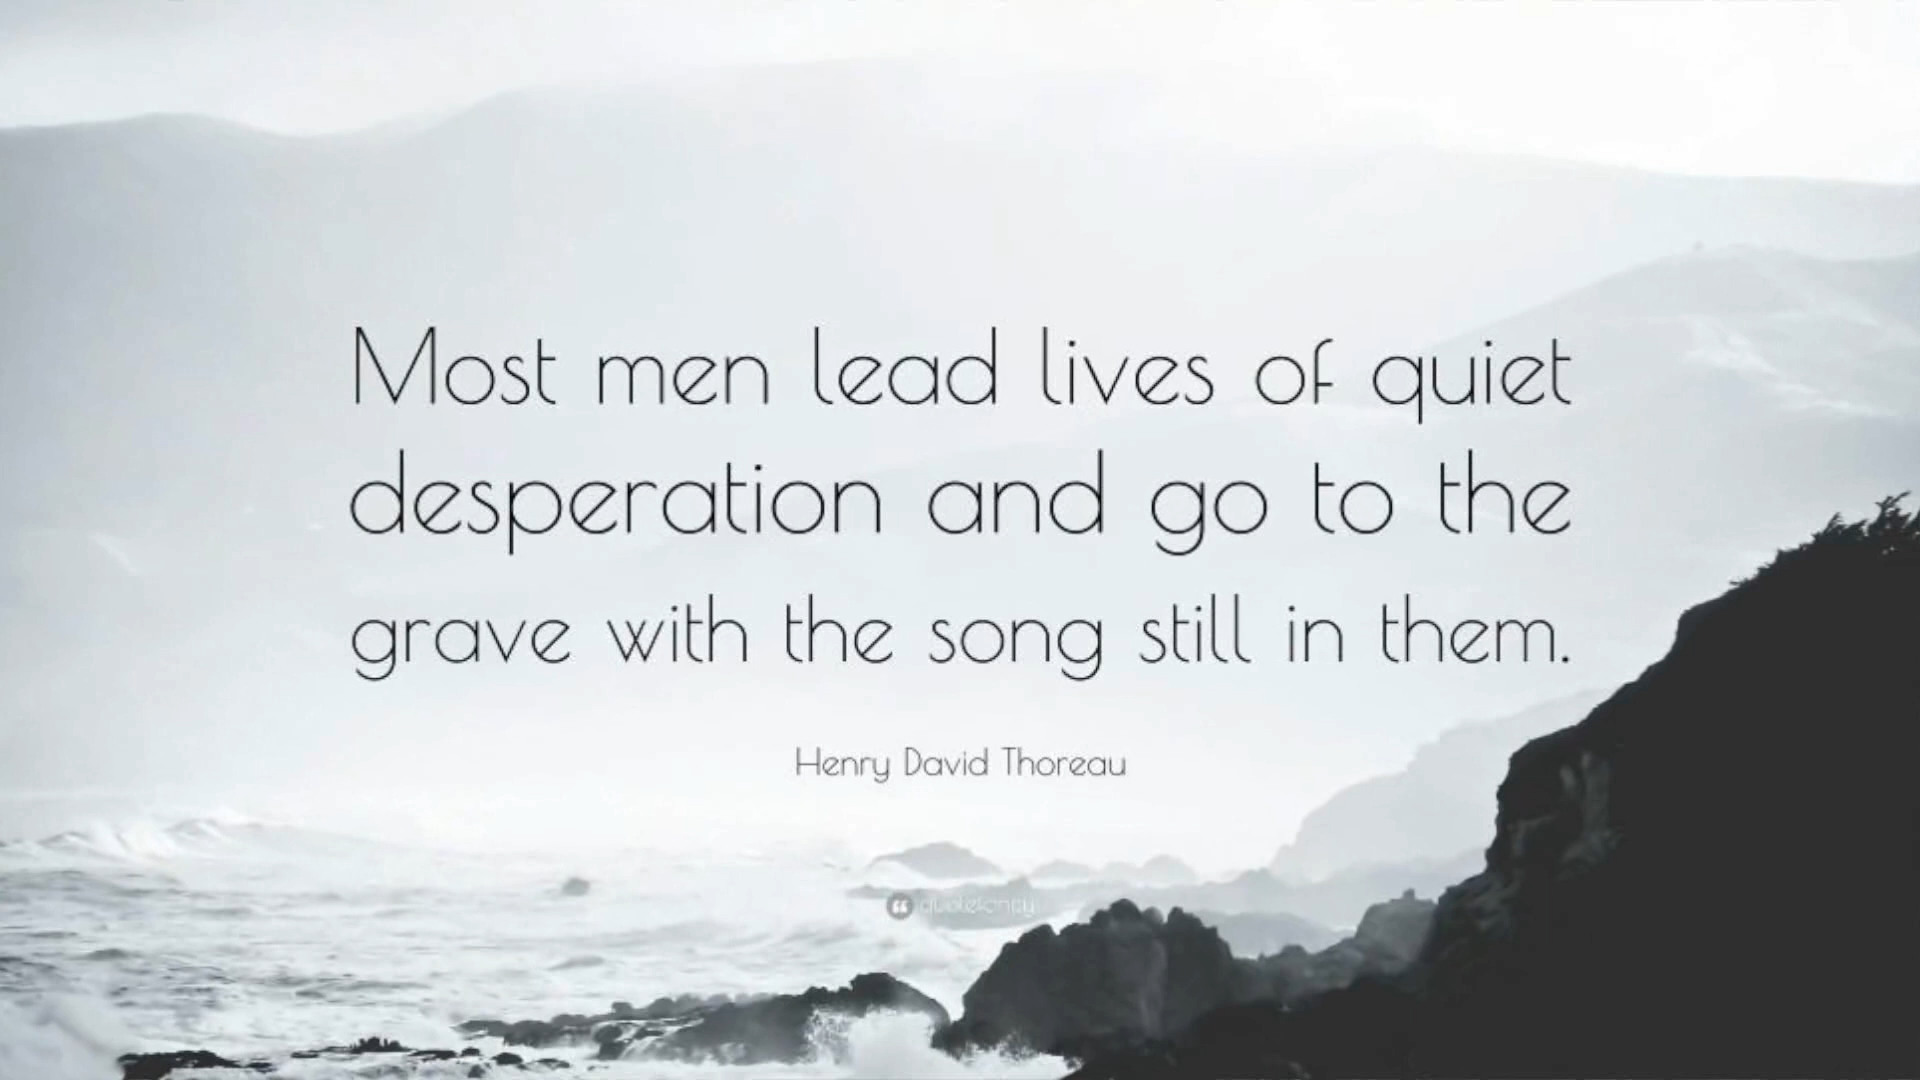 Most men lead lives of quiet
desperation and go to the
grave with the song still in them.
Henry David Thoreau
quotefancy